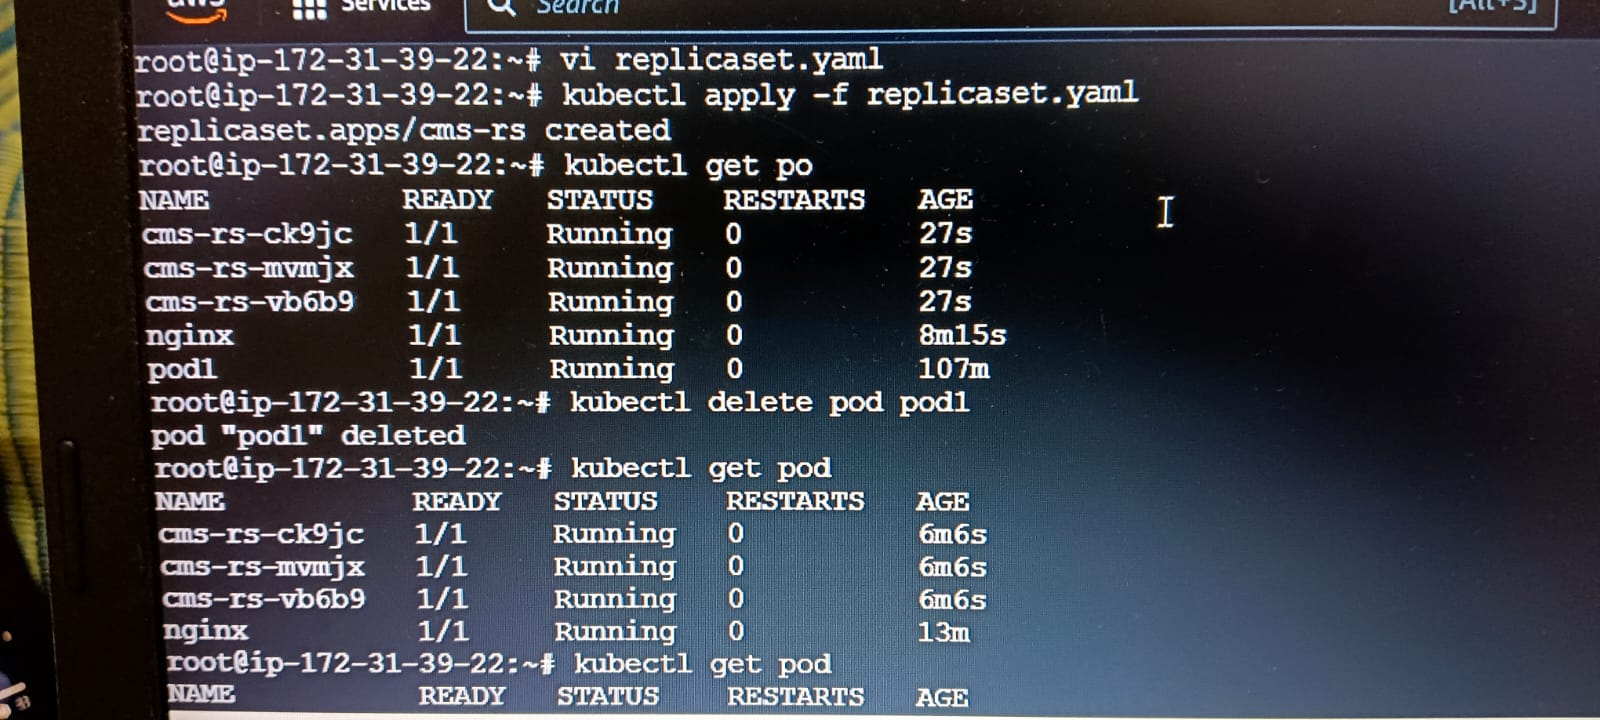 aws Services Search [Alt+S]
root@ip-172-31-39-22:~# vi replicaset.yaml
root@ip-172-31-39-22:~# kubectl apply -f replicaset.yaml
replicaset.apps/cms-rs created
root@ip-172-31-39-22:~# kubectl get po
NAME READY STATUS RESTARTS AGE
cms-rs-ck9jc 1/1 Running 0 27s
cms-rs-mvmjx 1/1 Running 0 27s
cms-rs-vb6b9 1/1 Running 0 27s
nginx 1/1 Running 0 8m15s
pod1 1/1 Running 0 107m
root@ip-172-31-39-22:~# kubectl delete pod pod1
pod "pod1" deleted
root@ip-172-31-39-22:~# kubectl get pod
NAME READY STATUS RESTARTS AGE
cms-rs-ck9jc 1/1 Running 0 6m6s
cms-rs-mvmjx 1/1 Running 0 6m6s
cms-rs-vb6b9 1/1 Running 0 6m6s
nginx 1/1 Running 0 13m
root@ip-172-31-39-22:~# kubectl get pod
NAME READY STATUS RESTARTS AGE